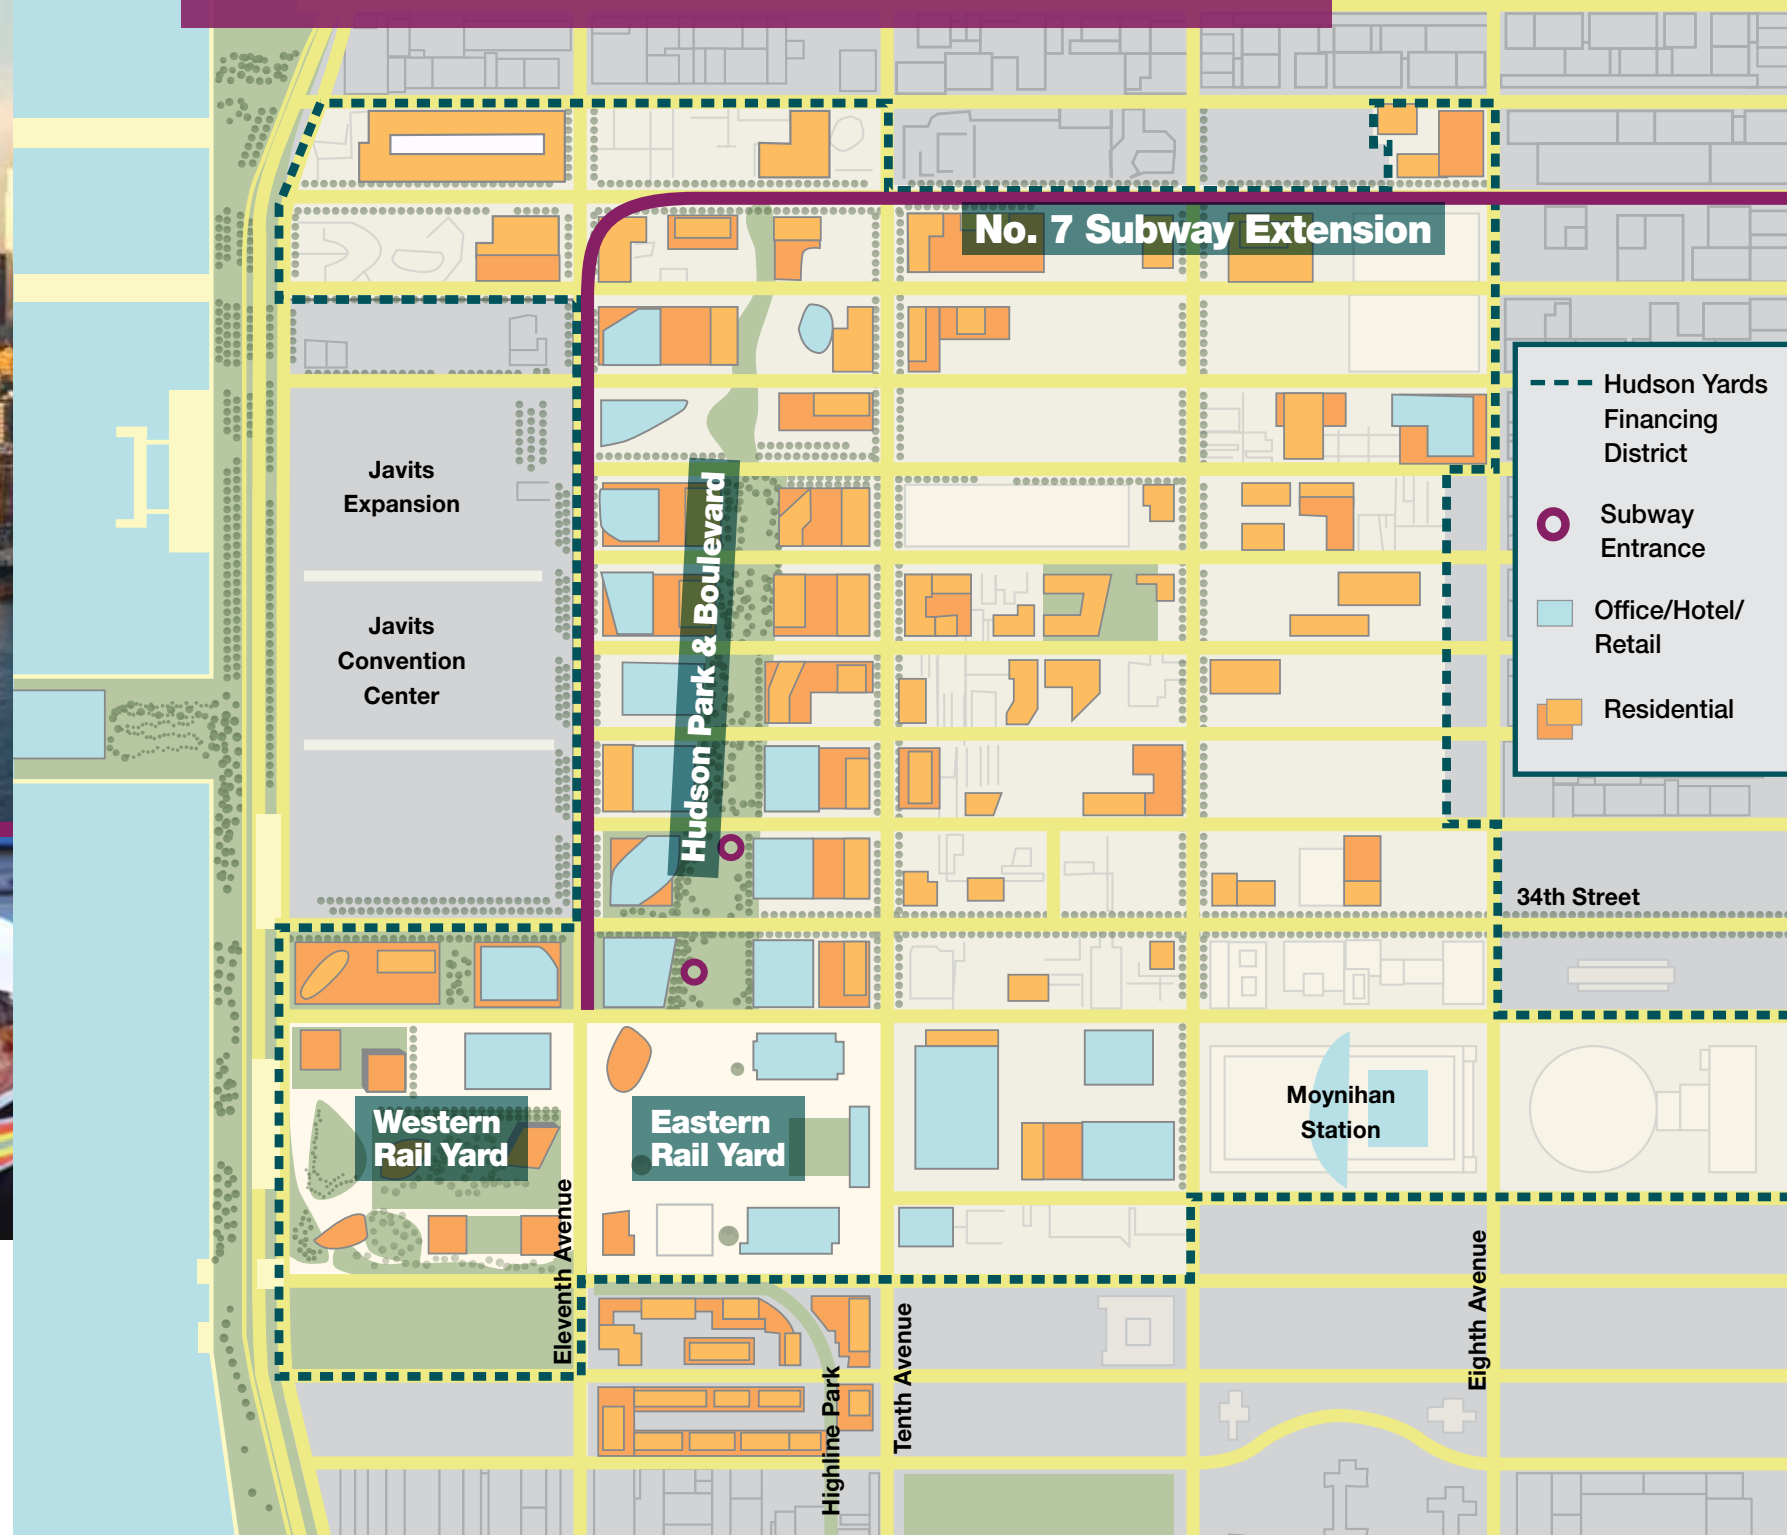 No. 7 Subway Extension
Hudson Yards
Financing
District
Subway
Entrance
Office/Hotel/
Retail
Residential
Javits
Expansion
Javits
Convention
Center
Hudson Park & Boulevard
34th Street
Western
Rail Yard
Eastern
Rail Yard
Moynihan
Station
Eleventh Avenue
Highline Park
Tenth Avenue
Eighth Avenue